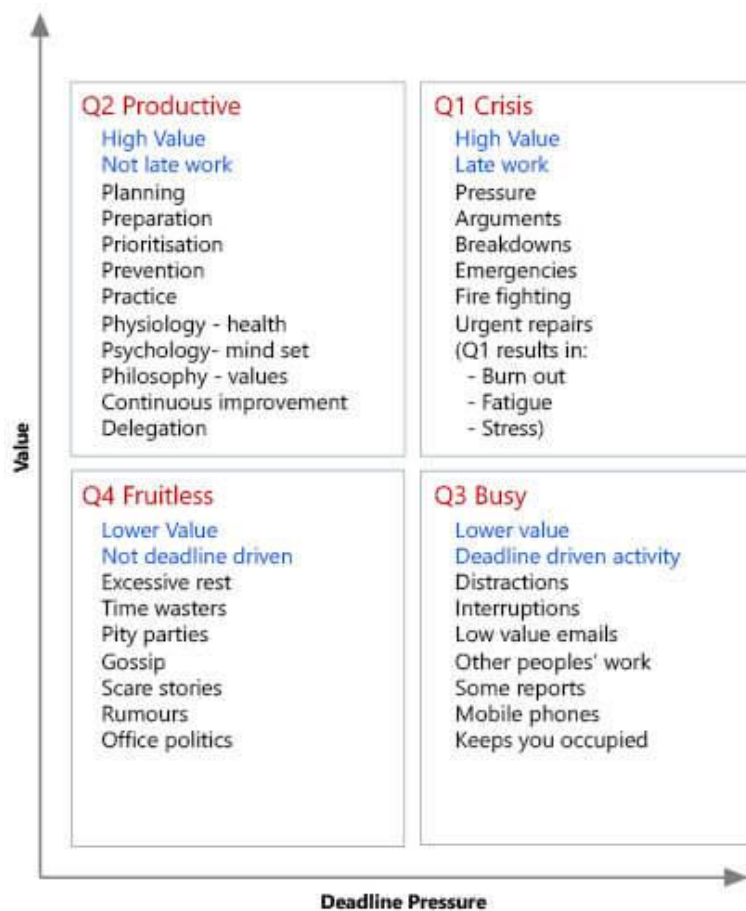 Q2 Productive
High Value
Not late work
Planning
Preparation
Prioritisation
Prevention
Practice
Physiology - health
Psychology- mind set
Philosophy - values
Continuous improvement
Delegation
Q1 Crisis
High Value
Late work
Pressure
Arguments
Breakdowns
Emergencies
Fire fighting
Urgent repairs
(Q1 results in:
- Burn out
- Fatigue
- Stress)
Value
Q4 Fruitless
Lower Value
Not deadline driven
Excessive rest
Time wasters
Pity parties
Gossip
Scare stories
Rumours
Office politics
Q3 Busy
Lower value
Deadline driven activity
Distractions
Interruptions
Low value emails
Other peoples' work
Some reports
Mobile phones
Keeps you occupied
Deadline Pressure